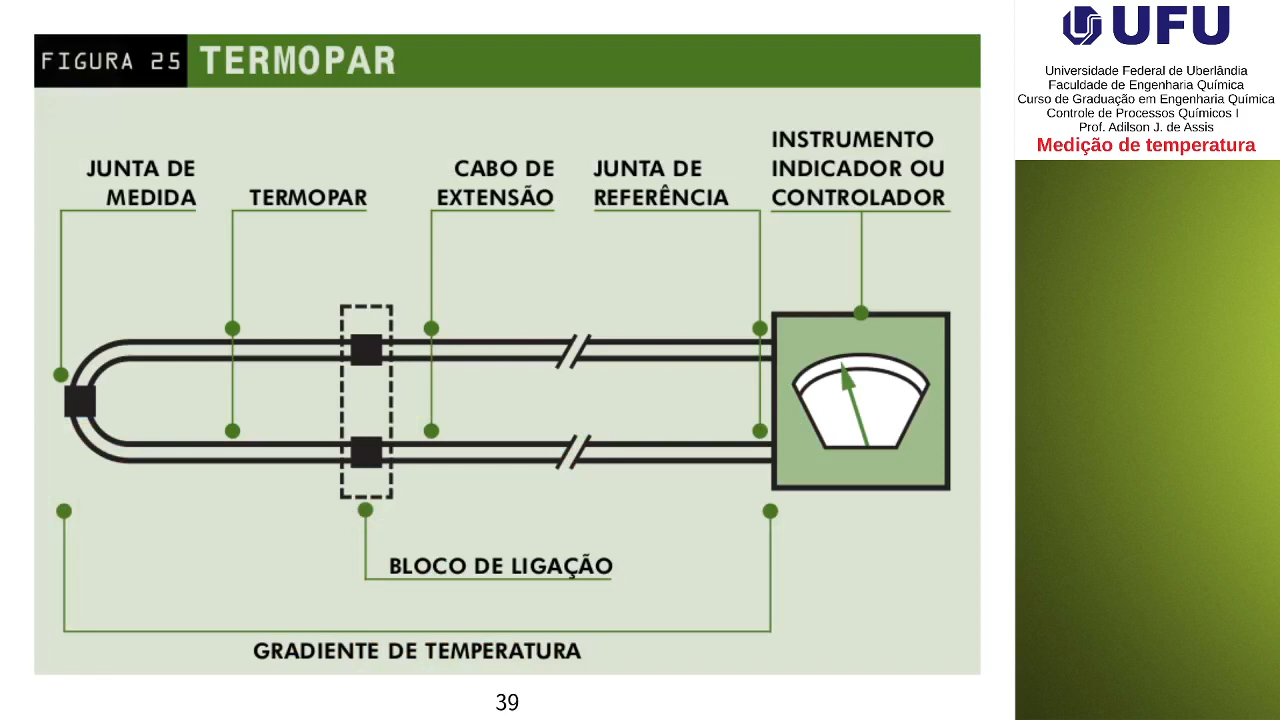 FIGURA 25 TERMOPAR
JUNTA DE
MEDIDA
TERMOPAR
CABO DE
EXTENSÃO
JUNTA DE
REFERÊNCIA
INSTRUMENTO
INDICADOR OU
CONTROLADOR
BLOCO DE LIGAÇÃO
GRADIENTE DE TEMPERATURA
39
UFU
Universidade Federal de Uberlândia
Faculdade de Engenharia Química
Curso de Graduação em Engenharia Química
Controle de Processos Químicos I
Prof. Adilson J. de Assis
Medição de temperatura